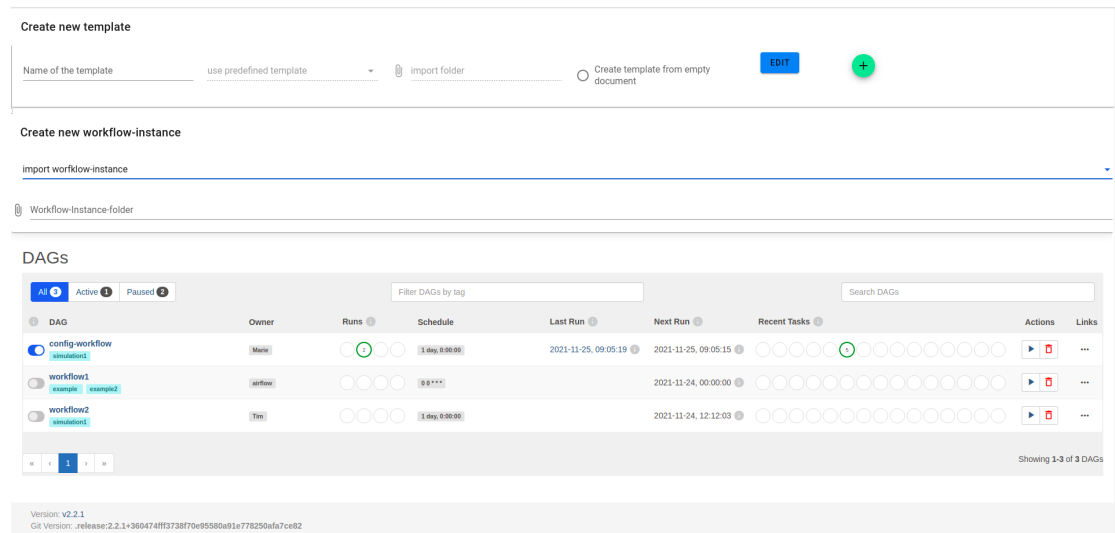 Create new template
Name of the template use predefined template import folder Create template from empty document EDIT +
Create new workflow-instance
import worfklow-instance
Workflow-Instance-folder
DAGs
All 3 Active 1 Paused 2 Filter DAGs by tag Search DAGs
DAG Owner Runs Schedule Last Run Next Run Recent Tasks Actions Links
config-workflow
simulation1 Marie 2 1 day, 0:00:00 2021-11-25, 09:05:19 2021-11-25, 09:05:15 5 ...
workflow1
example example2 airflow 0 0 * * * 2021-11-24, 00:00:00 ...
workflow2
simulation1 Tim 1 day, 0:00:00 2021-11-24, 12:12:03 ...
« ‹ 1 › » Showing 1-3 of 3 DAGs
Version: v2.2.1
Git Version: .release:2.2.1+360474fff3738f70e95580a91e778250afa7ce82